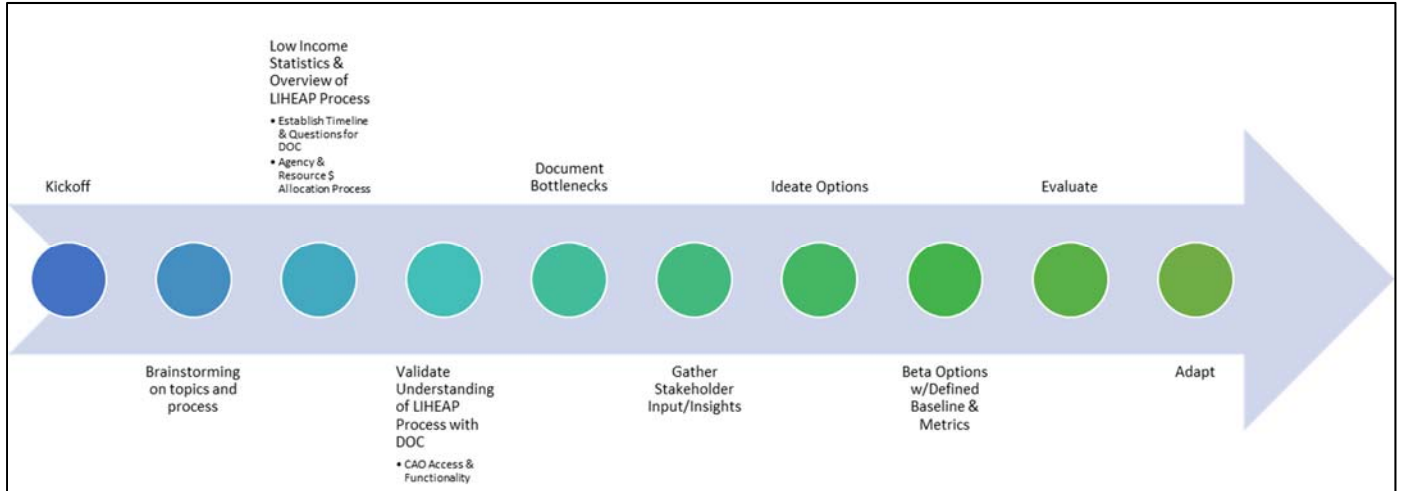 Kickoff
Brainstorming
on topics and
process
Low Income
Statistics &
Overview of
LIHEAP Process
• Establish Timeline
& Questions for
DOC
• Agency &
Resource $
Allocation Process
Validate
Understanding
of LIHEAP
Process with
DOC
• CAO Access &
Functionality
Document
Bottlenecks
Gather
Stakeholder
Input/Insights
Ideate Options
Beta Options
w/Defined
Baseline &
Metrics
Evaluate
Adapt